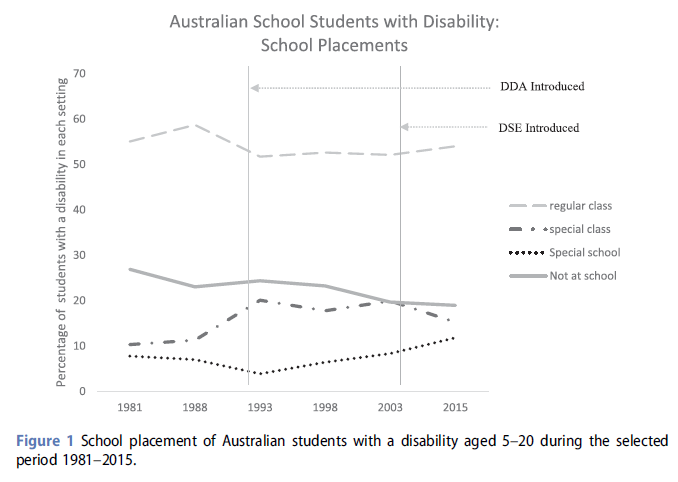 Australian School Students with Disability:
School Placements
Percentage of students with a disability in each setting
70
60
50
40
30
20
10
0
1981 1988 1993 1998 2003 2015
DDA Introduced
DSE Introduced
regular class
special class
Special school
Not at school
Figure 1 School placement of Australian students with a disability aged 5–20 during the selected
period 1981–2015.